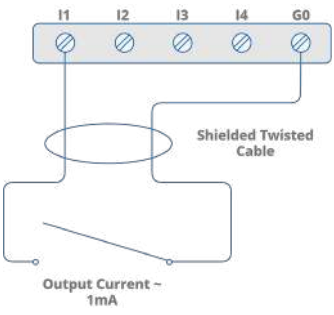 I1 I2 I3 I4 G0
Shielded Twisted
Cable
Output Current ~
1mA